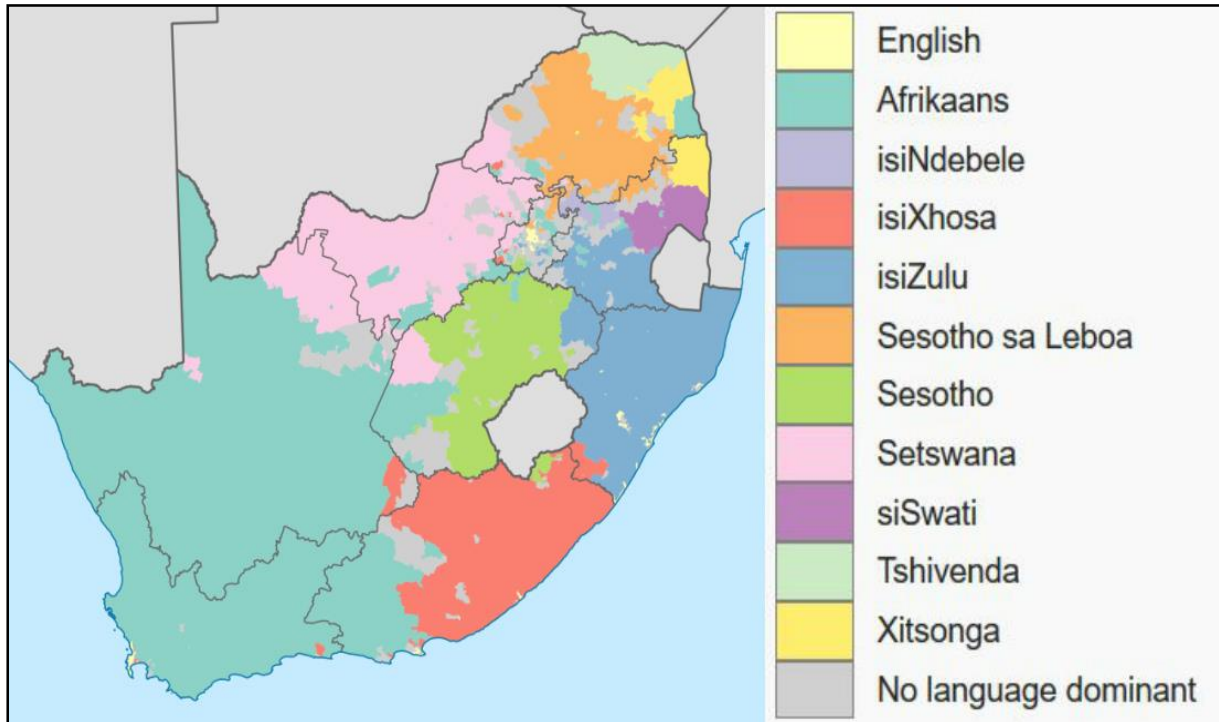 English
Afrikaans
isiNdebele
isiXhosa
isiZulu
Sesotho sa Leboa
Sesotho
Setswana
siSwati
Tshivenda
Xitsonga
No language dominant